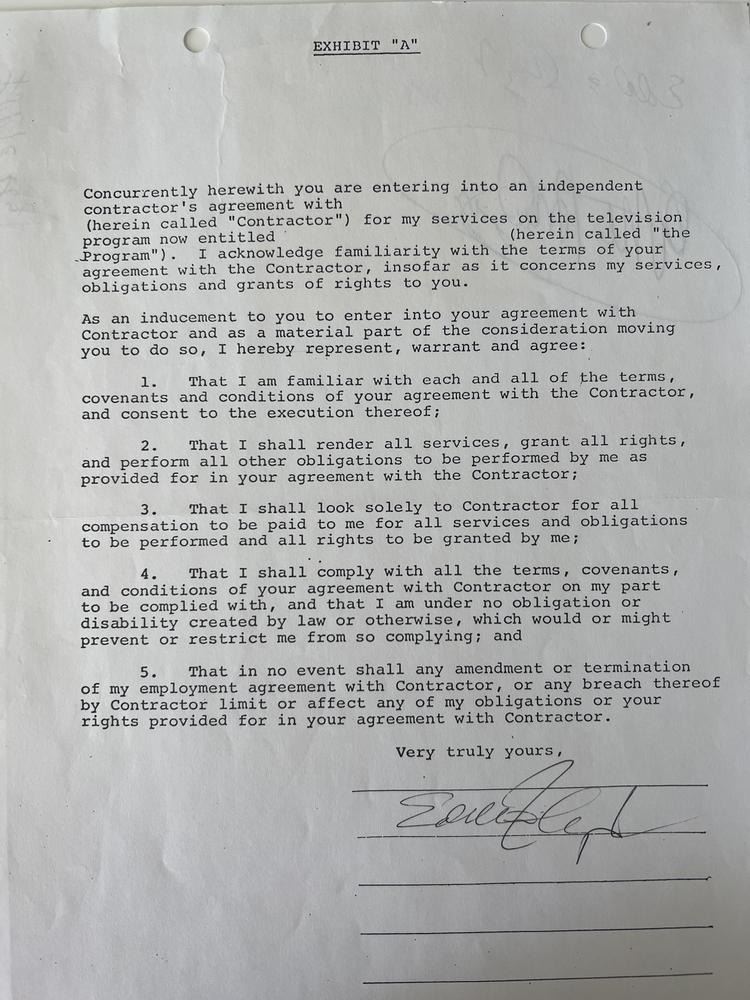 EXHIBIT "A"
Concurrently herewith you are entering into an independent
contractor's agreement with
(herein called "Contractor") for my services on the television
program now entitled (herein called "the
Program"). I acknowledge familiarity with the terms of your
agreement with the Contractor, insofar as it concerns my services,
obligations and grants of rights to you.
As an inducement to you to enter into your agreement with
Contractor and as a material part of the consideration moving
you to do so, I hereby represent, warrant and agree:
1. That I am familiar with each and all of the terms,
covenants and conditions of your agreement with the Contractor,
and consent to the execution thereof;
2. That I shall render all services, grant all rights,
and perform all other obligations to be performed by me as
provided for in your agreement with the Contractor;
3. That I shall look solely to Contractor for all
compensation to be paid to me for all services and obligations
to be performed and all rights to be granted by me;
4. That I shall comply with all the terms, covenants,
and conditions of your agreement with Contractor on my part
to be complied with, and that I am under no obligation or
disability created by law or otherwise, which would or might
prevent or restrict me from so complying; and
5. That in no event shall any amendment or termination
of my employment agreement with Contractor, or any breach thereof
by Contractor limit or affect any of my obligations or your
rights provided for in your agreement with Contractor.
Very truly yours,